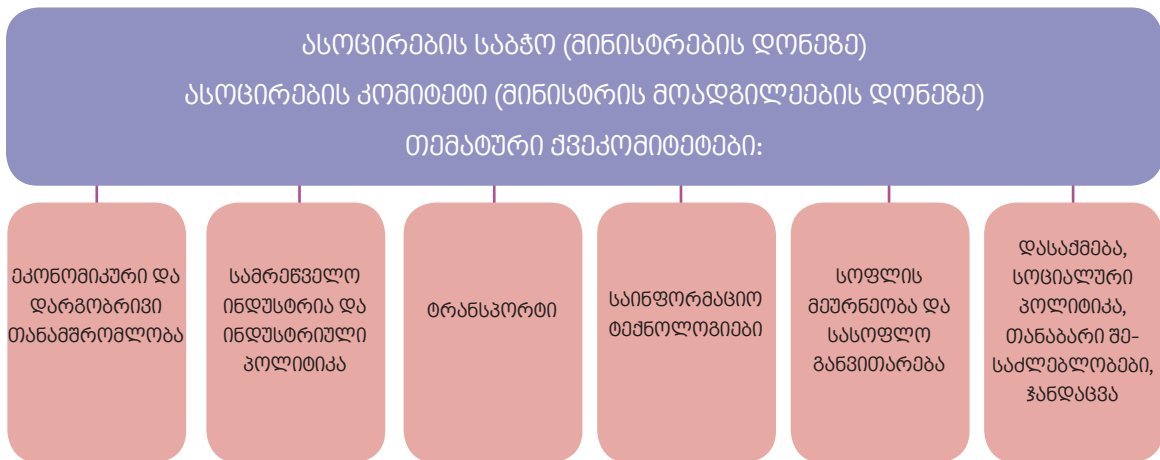 ასოცირების საბჭო (მინისტრების დონეზე)
ასოცირების კომიტეტი (მინისტრის მოადგილეების დონეზე)
თემატური ქვეკომიტეტები:
ეკონომიკური და
დარგობრივი
თანამშრომლობა
სამრეწველო
ინდუსტრია და
ინდუსტრიული
პოლიტიკა
ტრანსპორტი
საინფორმაციო
ტექნოლოგიები
სოფლის
მეურნეობა და
სასოფლო
განვითარება
დასაქმება,
სოციალური
პოლიტიკა,
თანაბარი შე-
საძლებლობები,
ჯანდაცვა